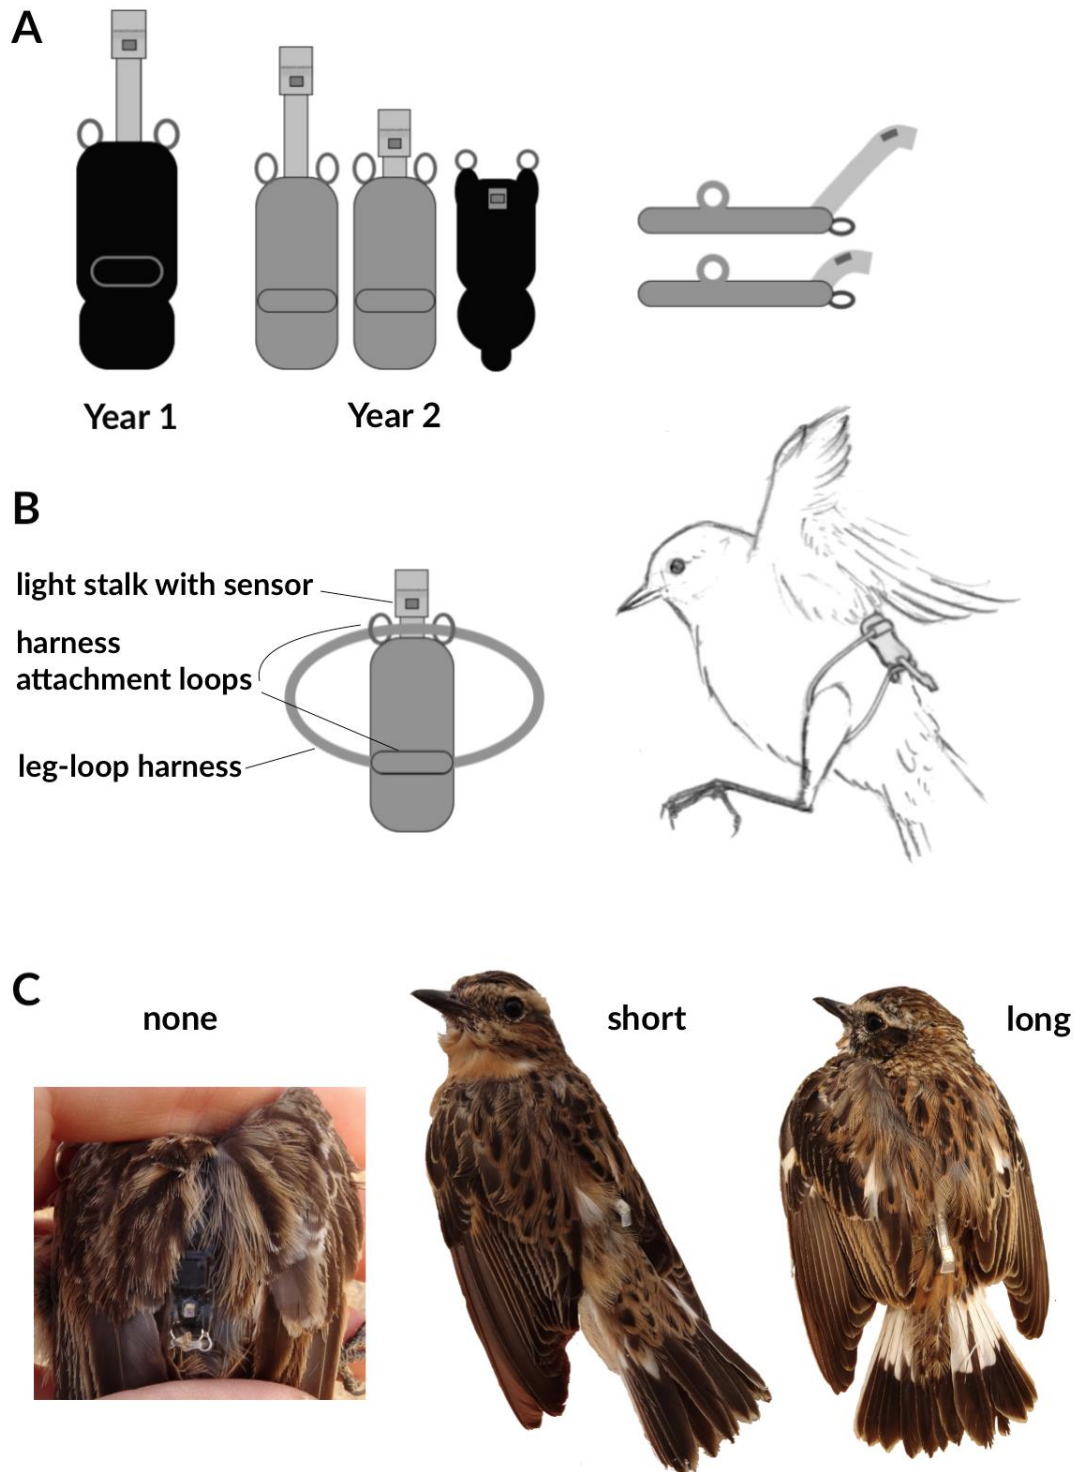 A
Year 1
Year 2
B
light stalk with sensor
harness
attachment loops
leg-loop harness
C
none
short
long